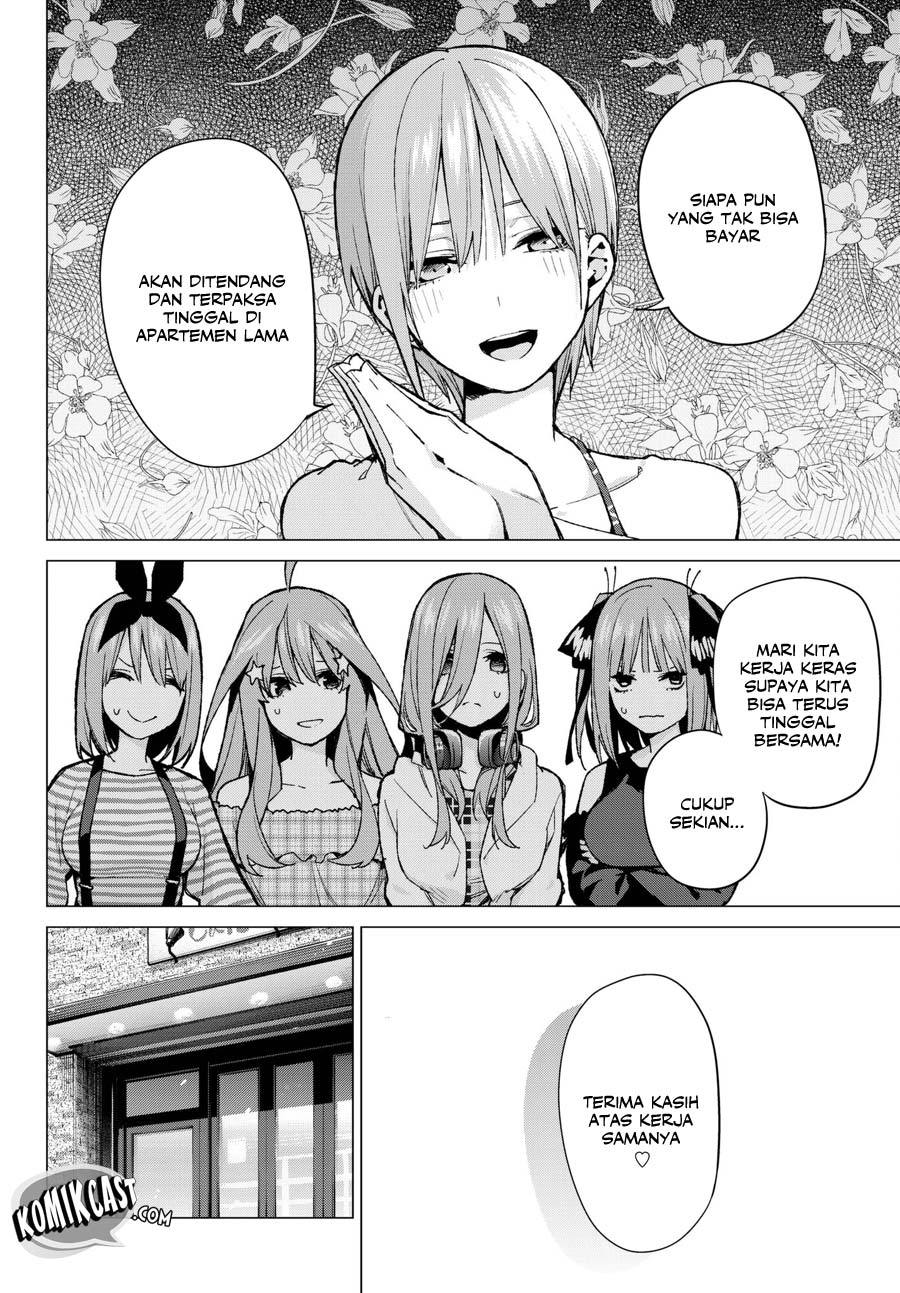 SIAPA PUN
YANG TAK BISA
BAYAR
AKAN DITENDANG
DAN TERPAKSA
TINGGAL DI
APARTEMEN LAMA
MARI KITA
KERJA KERAS
SUPAYA KITA
BISA TERUS
TINGGAL
BERSAMA!
CUKUP
SEKIAN...
TERIMA KASIH
ATAS KERJA
SAMANYA
♡
KOMIKCAST
.COM